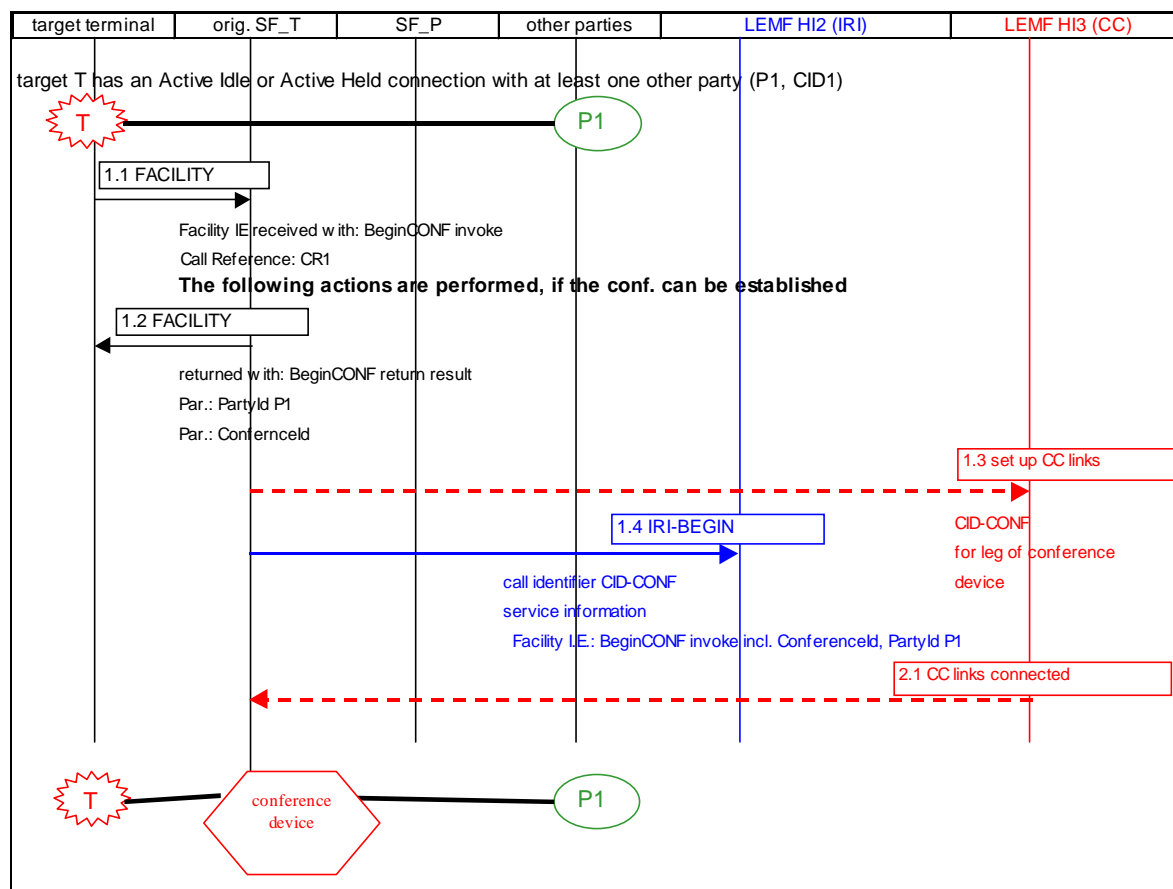 target terminal orig. SF_T SF_P other parties LEMF HI2 (IRI) LEMF HI3 (CC)
target T has an Active Idle or Active Held connection with at least one other party (P1, CID1)
T P1
1.1 FACILITY
Facility IE received with: BeginCONF invoke
Call Reference: CR1
The following actions are performed, if the conf. can be established
1.2 FACILITY
returned with: BeginCONF return result
Par.: PartyId P1
Par.: ConfernceId
1.3 set up CC links
1.4 IRI-BEGIN
CID-CONF
for leg of conference
device
call identifier CID-CONF
service information
Facility I.E.: BeginCONF invoke incl. ConferenceId, PartyId P1
2.1 CC links connected
T conference P1
device